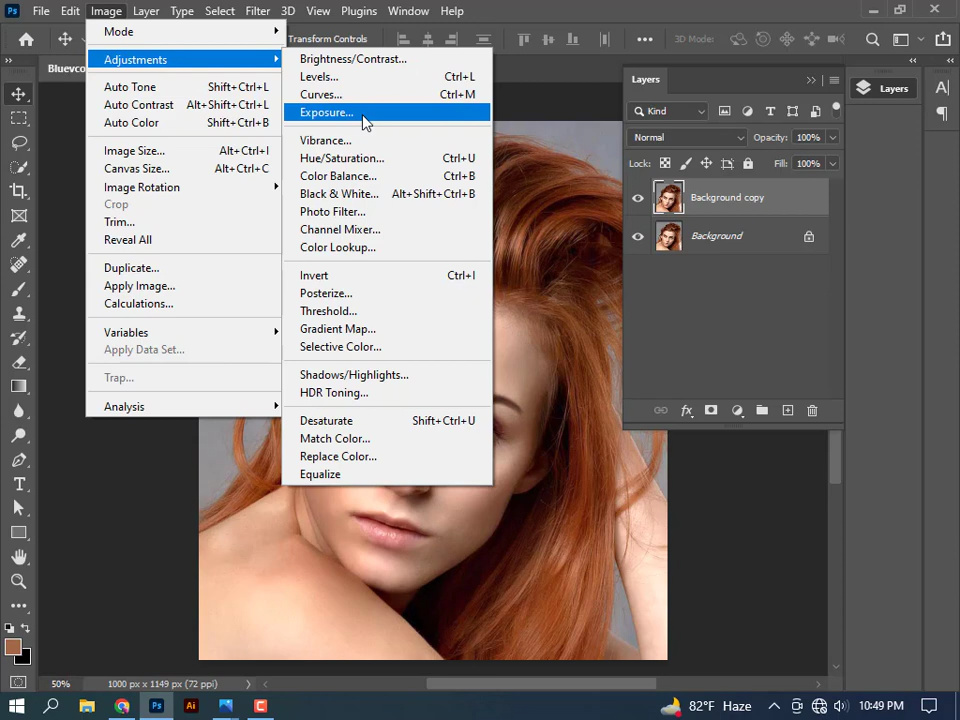 Ps File Edit Image Layer Type Select Filter 3D View Plugins Window Help
Transform Controls 3D Mode:
Bluevco
Mode
Adjustments
Auto Tone Shift+Ctrl+L
Auto Contrast Alt+Shift+Ctrl+L
Auto Color Shift+Ctrl+B
Image Size... Alt+Ctrl+I
Canvas Size... Alt+Ctrl+C
Image Rotation
Crop
Trim...
Reveal All
Duplicate...
Apply Image...
Calculations...
Variables
Apply Data Set...
Trap...
Analysis
Brightness/Contrast...
Levels... Ctrl+L
Curves... Ctrl+M
Exposure...
Vibrance...
Hue/Saturation... Ctrl+U
Color Balance... Ctrl+B
Black & White... Alt+Shift+Ctrl+B
Photo Filter...
Channel Mixer...
Color Lookup...
Invert Ctrl+I
Posterize...
Threshold...
Gradient Map...
Selective Color...
Shadows/Highlights...
HDR Toning...
Desaturate Shift+Ctrl+U
Match Color...
Replace Color...
Equalize
Layers
Kind
Normal Opacity: 100%
Lock: Fill: 100%
Background copy
Background
Layers
50% 1000 px x 1149 px (72 ppi)
Ps Ai 82°F Haze 10:49 PM